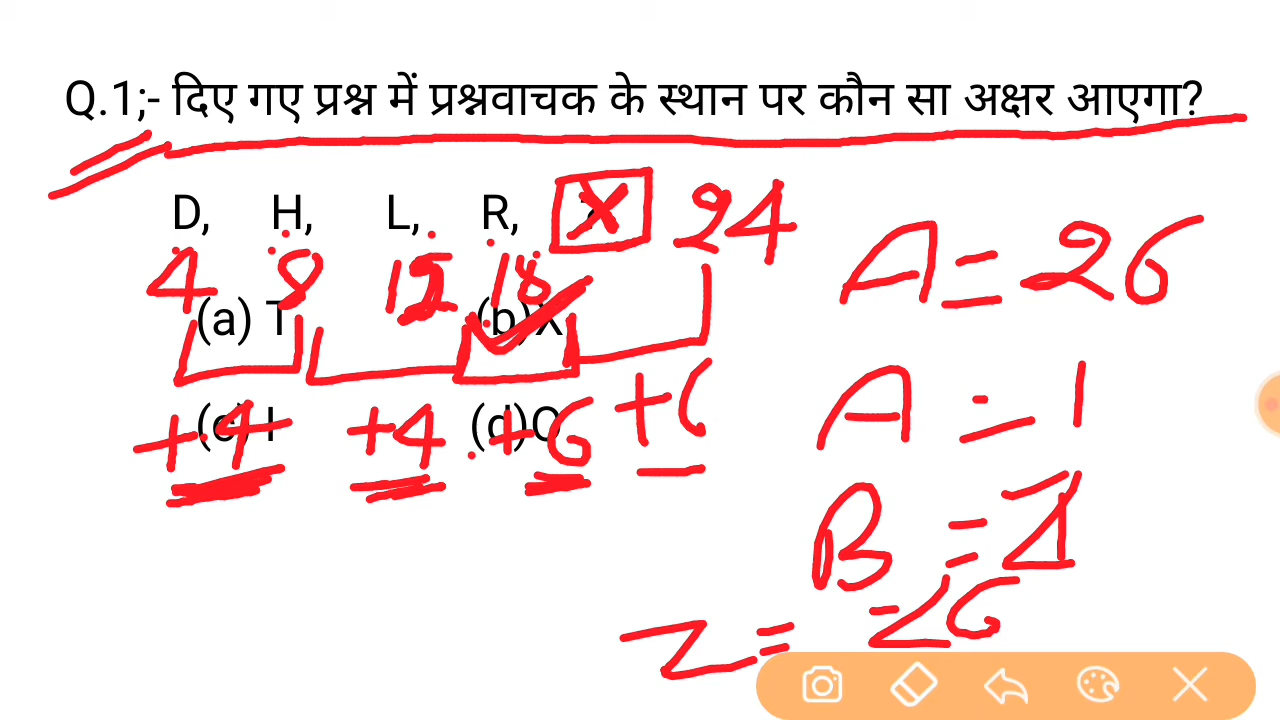 Q.1;- दिए गए प्रश्न में प्रश्नवाचक के स्थान पर कौन सा अक्षर आएगा?
D, H, L, R, X 24
4 8 12 18 A = 26
(a) T (b) X
A = 1
+4 +4 +6 +6
(c) I (d)O
B = 2
Z = 26